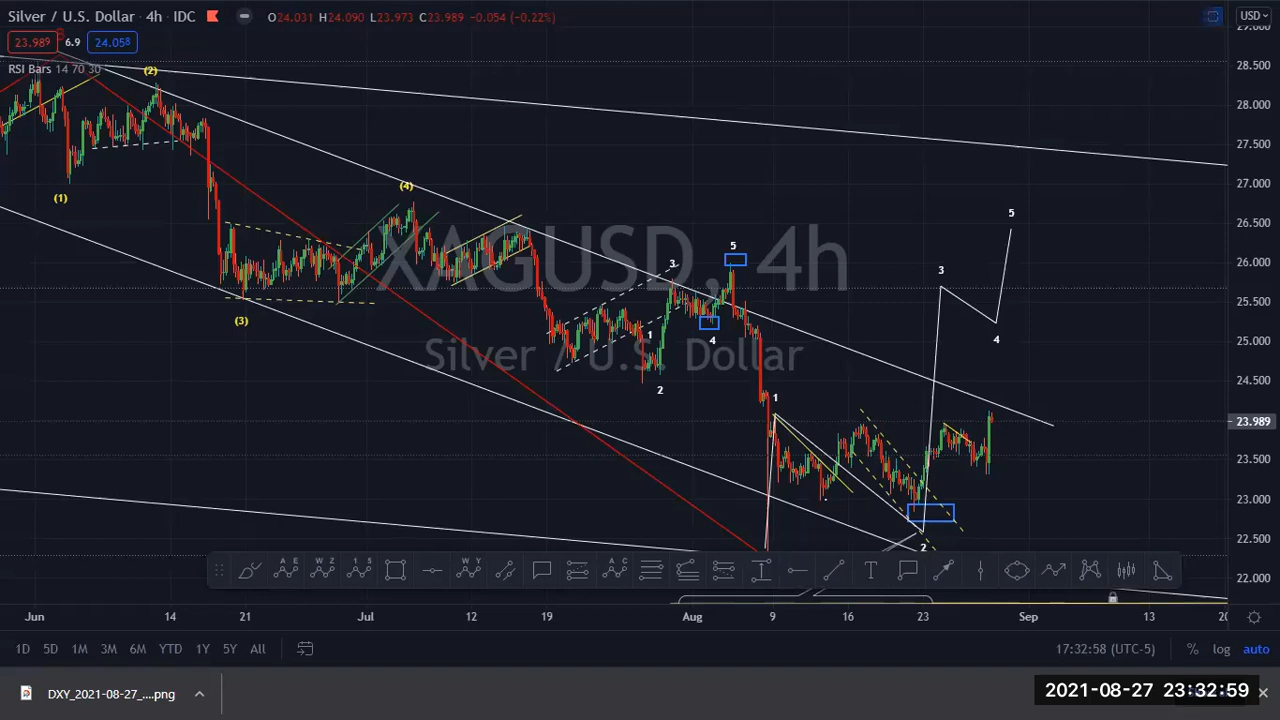 Silver / U.S. Dollar · 4h · IDC O24.031 H24.090 L23.973 C23.989 −0.054 (−0.22%) USD
23.989 6.9 24.058
RSI Bars 14 70 30
XAGUSD, 4h
Silver / U.S. Dollar
(1)
(2)
(3)
(4)
1
2
3
4
5
1
2
3
4
5
28.500
28.000
27.500
27.000
26.500
26.000
25.500
25.000
24.500
23.989
23.500
23.000
22.500
22.000
A E W Z 1 5 W Y A C
T
Jun 14 21 Jul 19 Aug 9 16 23 Sep 13
1D 5D 1M 3M 6M YTD 1Y 5Y All 17:32:58 (UTC-5) % log auto
DXY_2021-08-27_....png
2021-08-27 23:32:59